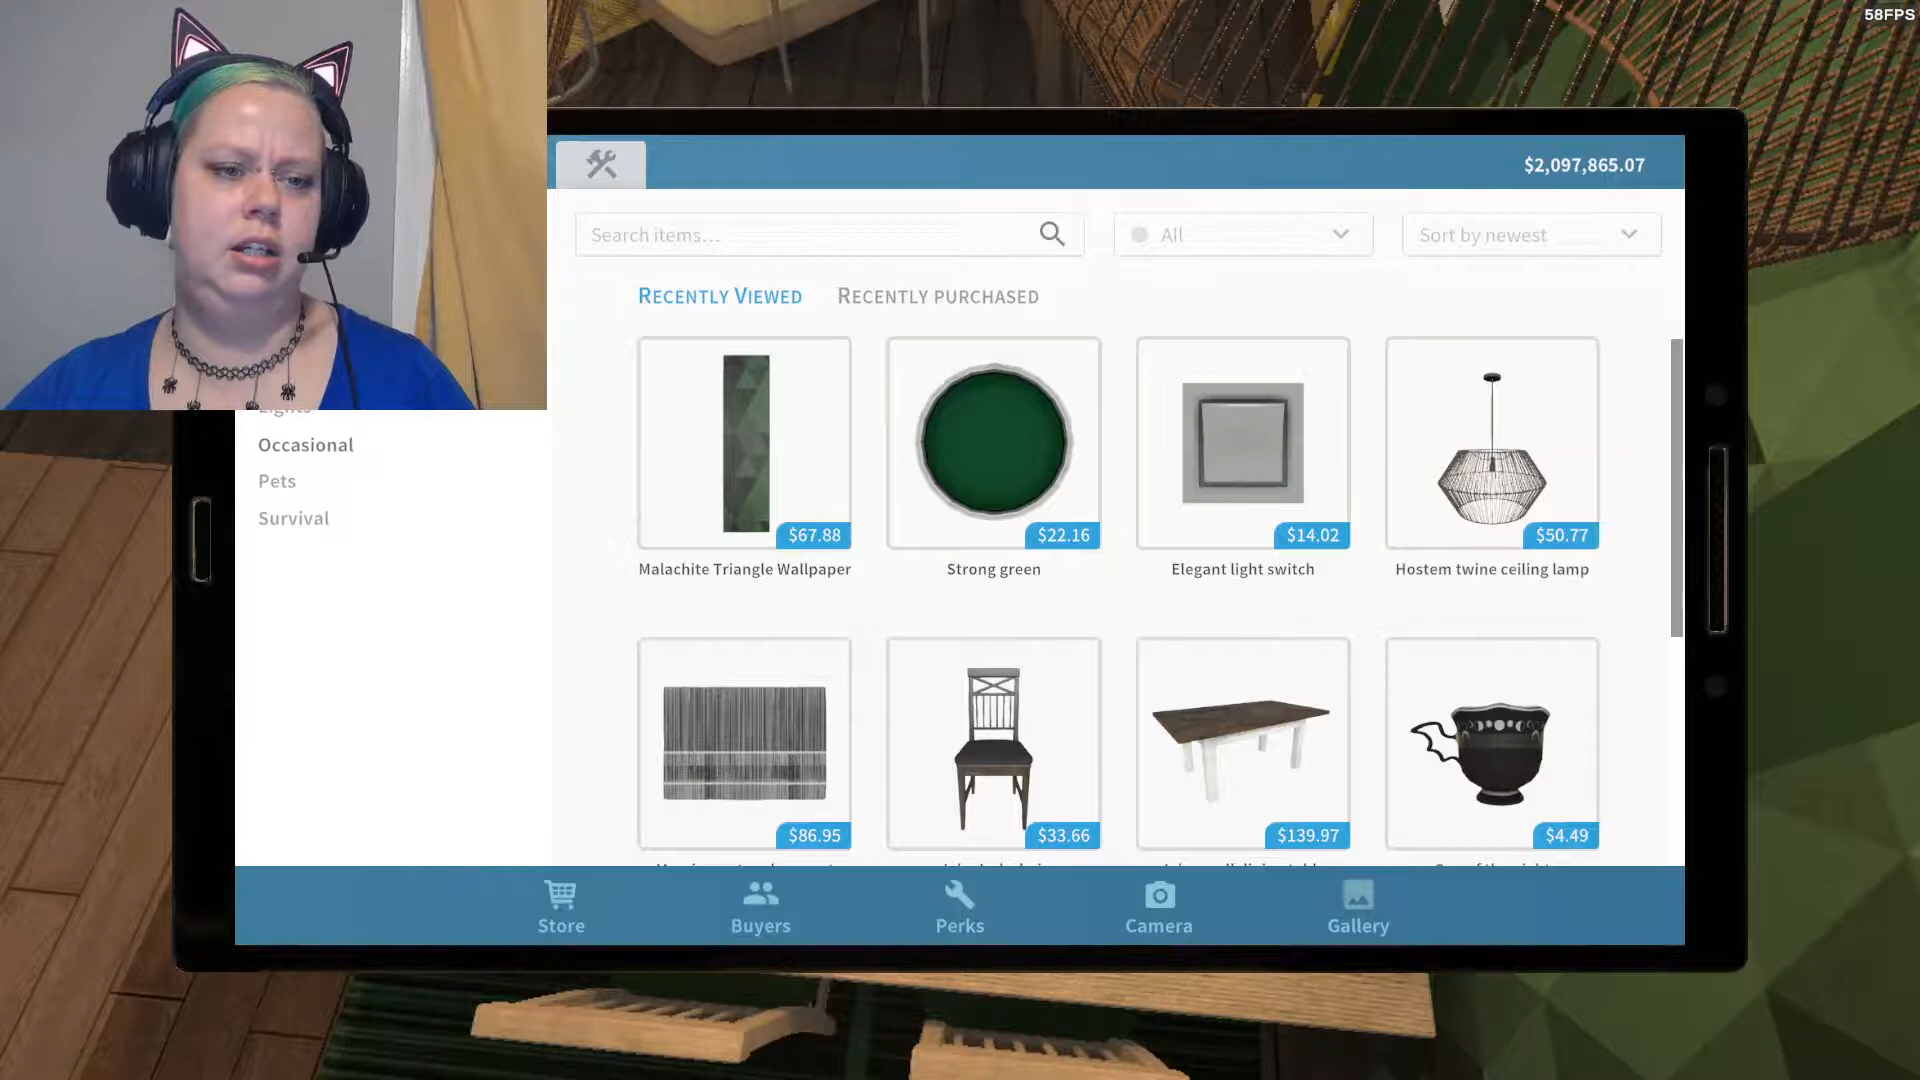 58FPS
$2,097,865.07
Search items...
All
Sort by newest
RECENTLY VIEWED
RECENTLY PURCHASED
Lights
Occasional
Pets
Survival
$67.88
$22.16
$14.02
$50.77
Malachite Triangle Wallpaper
Strong green
Elegant light switch
Hostem twine ceiling lamp
$86.95
$33.66
$139.97
$4.49
Store
Buyers
Perks
Camera
Gallery